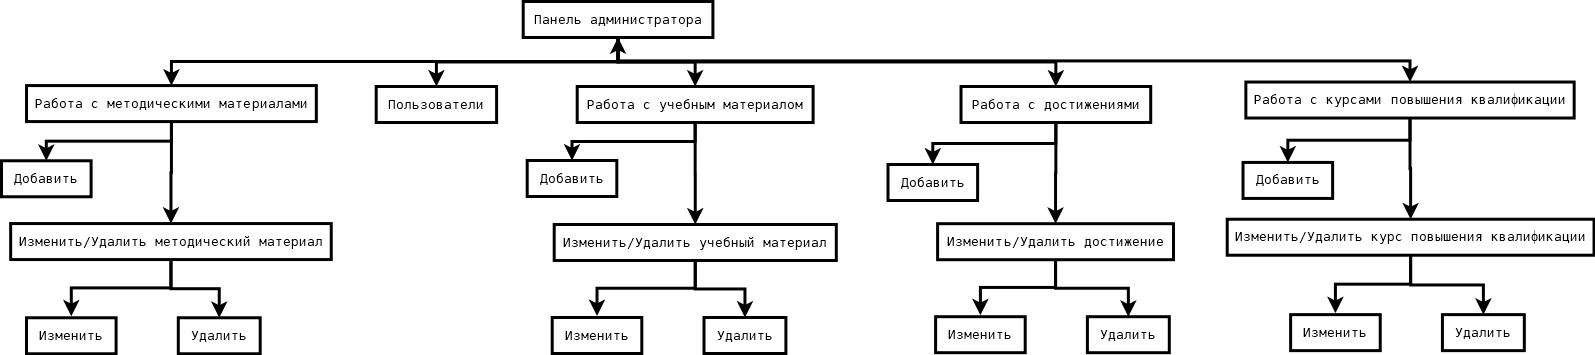 Панель администратора
Работа с методическими материалами
Пользователи
Работа с учебным материалом
Работа с достижениями
Работа с курсами повышения квалификации
Добавить
Добавить
Добавить
Добавить
Изменить/Удалить методический материал
Изменить/Удалить учебный материал
Изменить/Удалить достижение
Изменить/Удалить курс повышения квалификации
Изменить
Удалить
Изменить
Удалить
Изменить
Удалить
Изменить
Удалить